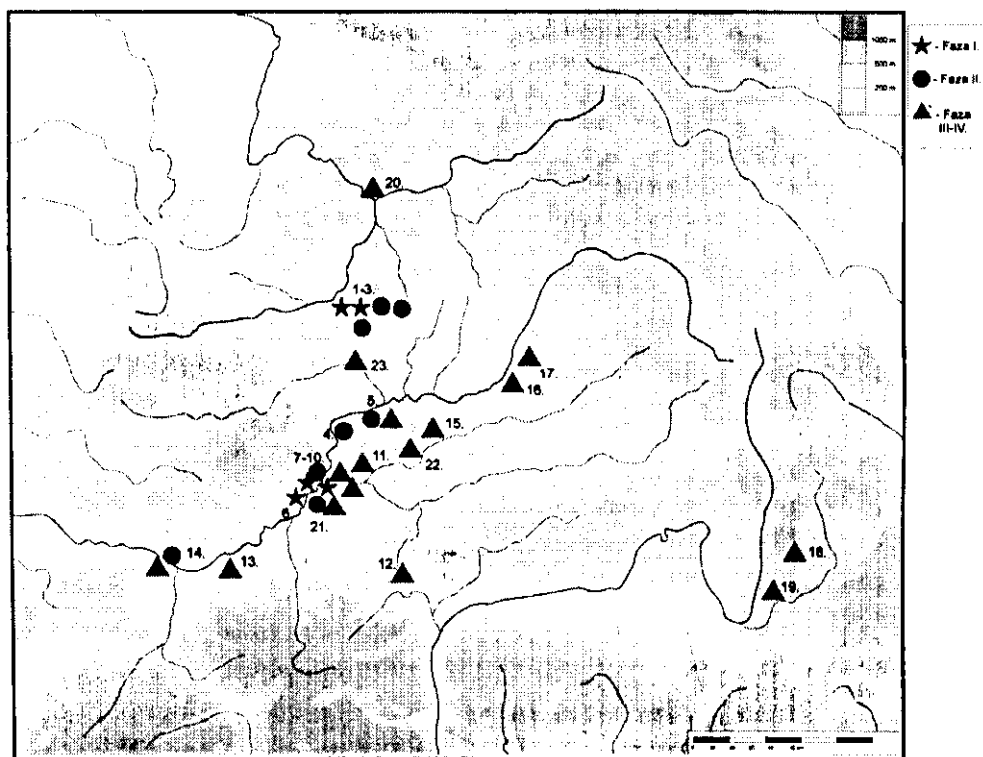 1000 m
500 m
200 m
- Faza I.
- Faza II.
- Faza
III-IV.
20.
1-3.
23.
17.
16.
5.
4.
15.
7-10.
11.
22.
6.
21.
14.
13.
12.
18.
19.